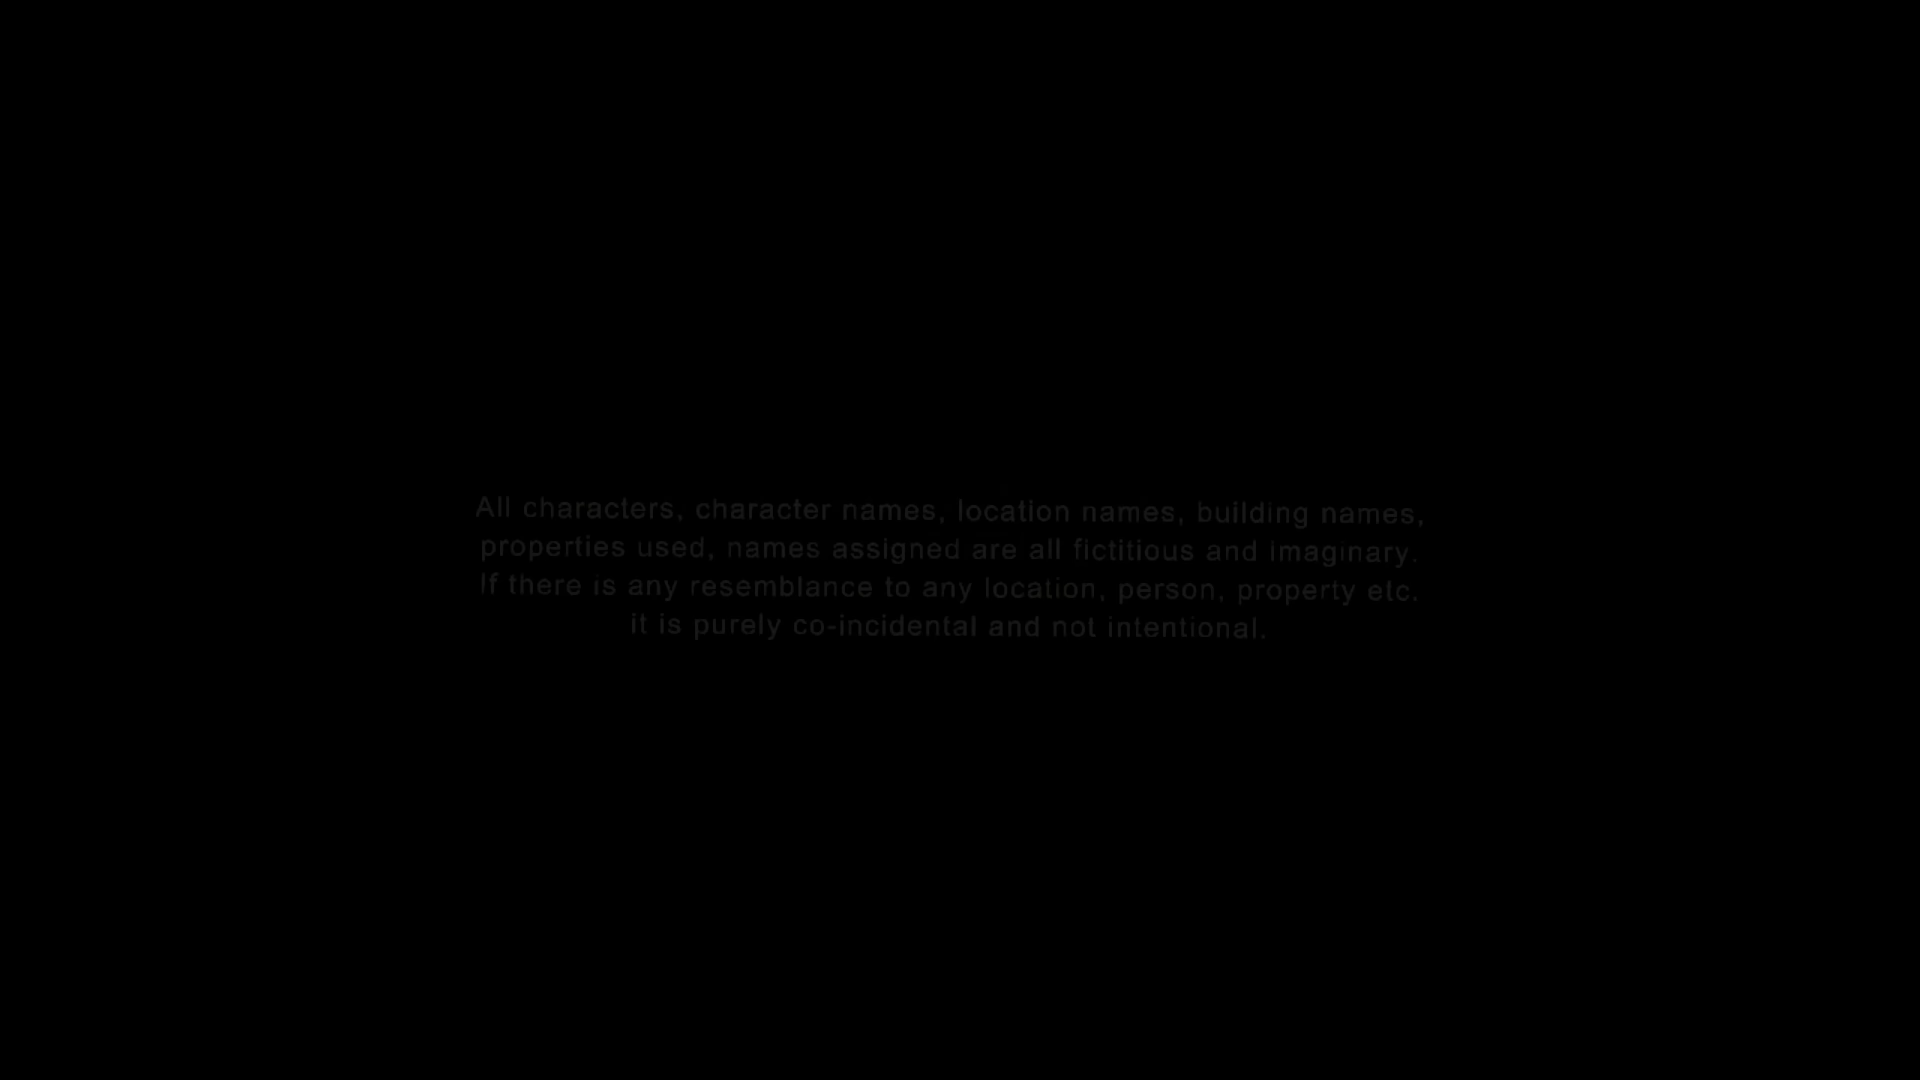 All characters, character names, location names, building names,
properties used, names assigned are all fictitious and imaginary.
If there is any resemblance to any location, person, property etc.
it is purely co-incidental and not intentional.